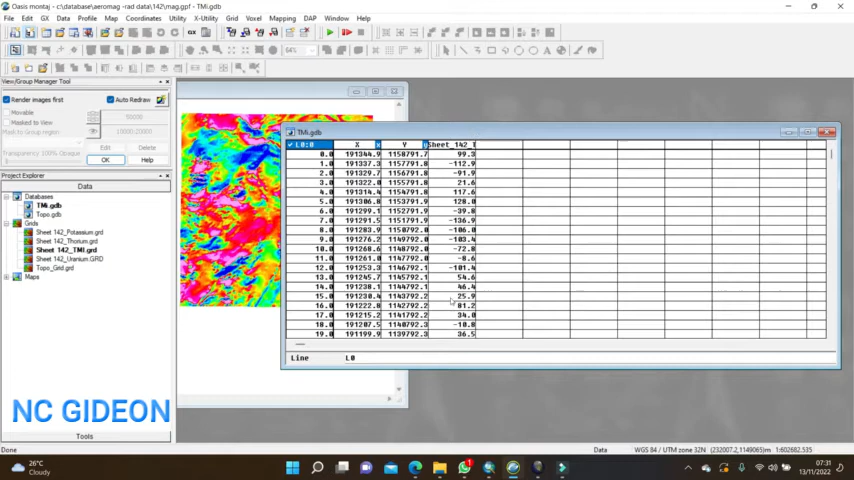 Oasis montaj - c:\database\aeromag -rad data\142\mag.gpf - TMi.gdb
File Edit GX Data Profile Map Coordinates Utility X-Utility Grid Voxel Mapping DAP Window Help
64%
View/Group Manager Tool
Render images first Auto Redraw
Movable
Masked to View
50000
Mask to Group region
10000-20000
Edit Delete
Transparency 100% Opaque
OK Help
Project Explorer
Data
Databases
TMi.gdb
Topo.gdb
Grids
Sheet 142_Potassium.grd
Sheet 142_Thorium.grd
Sheet 142_TMI.grd
Sheet 142_Uranium.GRD
Topo_Grid.grd
Maps
TMi.gdb
L0:0 X x Y y Sheet_142_T
0.0 191344.9 1158791.7 99.3
1.0 191337.3 1157791.8 -112.9
2.0 191329.7 1156791.8 -91.9
3.0 191322.0 1155791.8 21.6
4.0 191314.4 1154791.8 117.6
5.0 191306.8 1153791.9 128.0
6.0 191299.1 1152791.9 -39.8
7.0 191291.5 1151791.9 -136.9
8.0 191283.9 1150792.0 -106.0
9.0 191276.2 1149792.0 -103.4
10.0 191268.6 1148792.0 -72.8
11.0 191261.0 1147792.0 -8.6
12.0 191253.3 1146792.1 -101.4
13.0 191245.7 1145792.1 54.6
14.0 191238.1 1144792.1 46.4
15.0 191230.4 1143792.2 25.9
16.0 191222.8 1142792.2 81.2
17.0 191215.2 1141792.2 34.0
18.0 191207.5 1140792.3 -10.8
19.0 191199.9 1139792.3 36.5
Line L0
NC GIDEON
Tools
Done Data WGS 84 / UTM zone 32N (232007.2,1149065)m 1:602682.535
26°C
Cloudy
07:31
13/11/2022